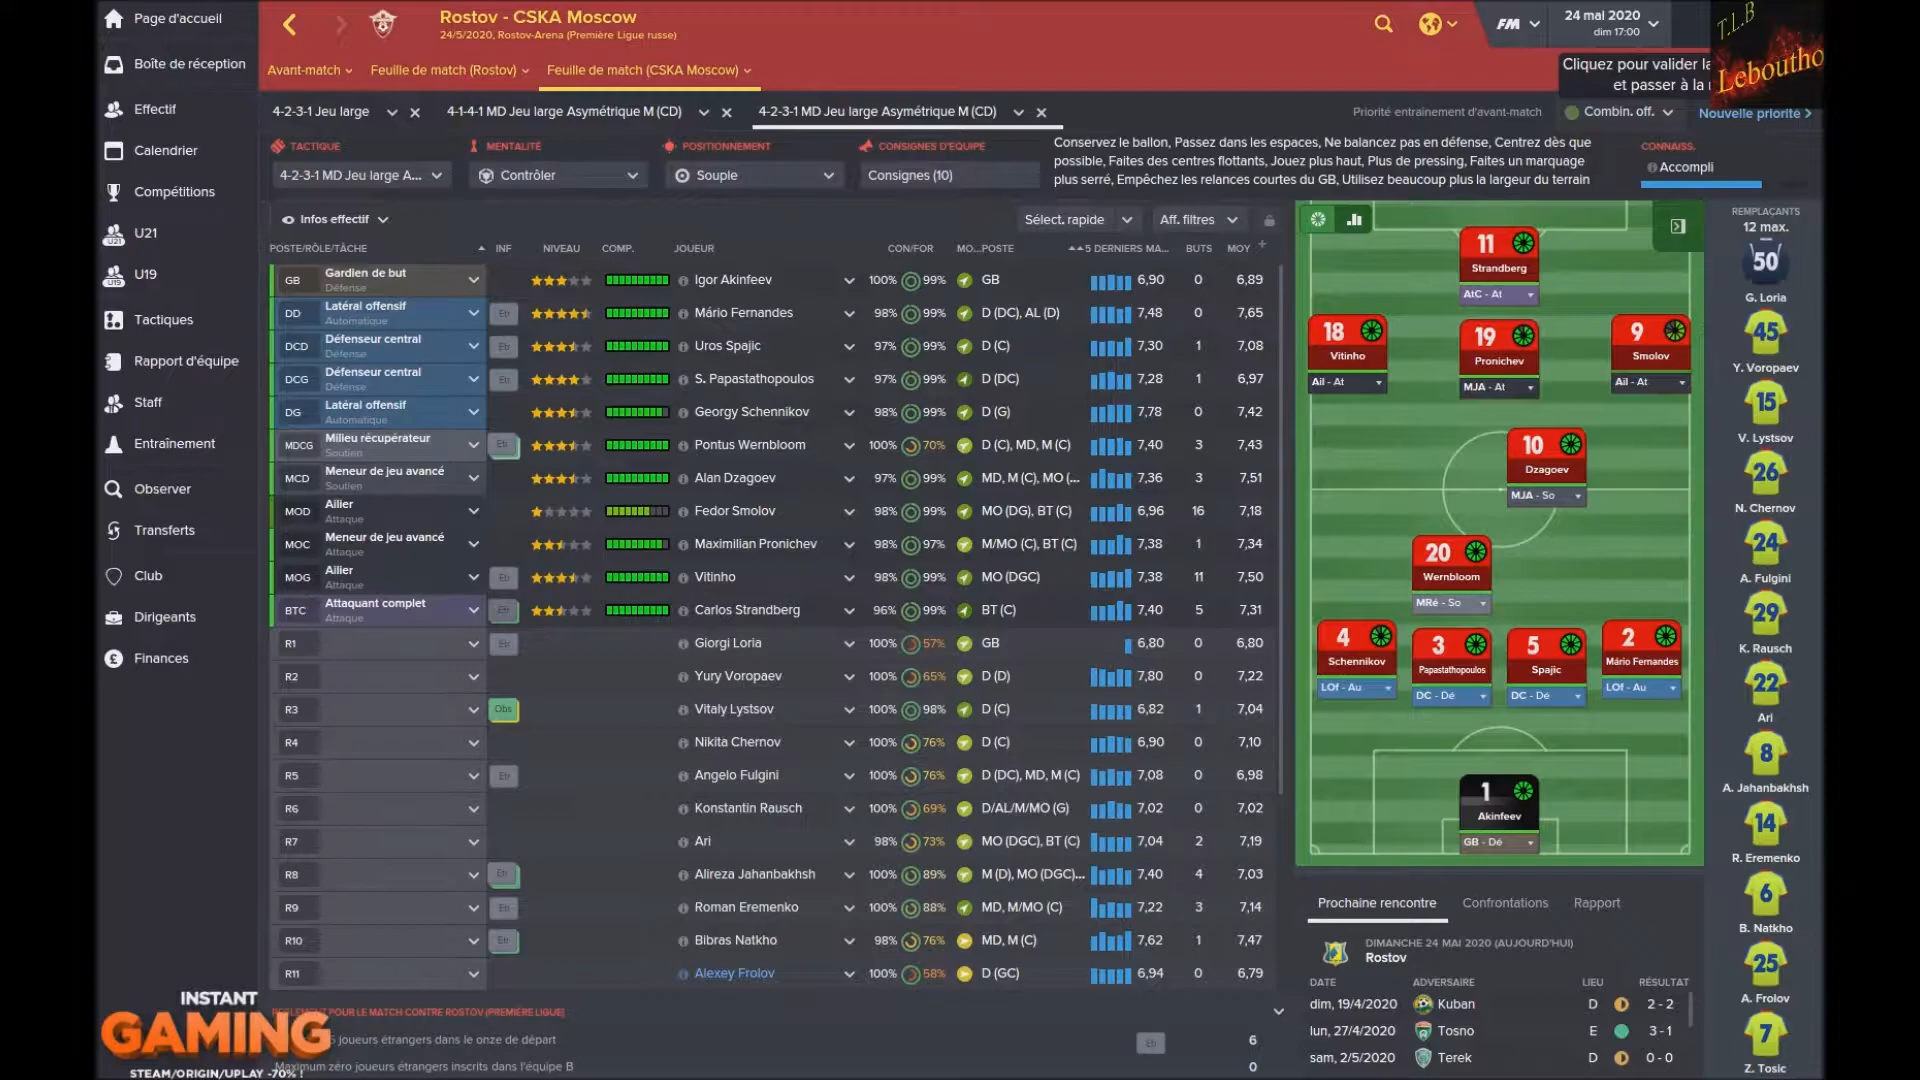 Page d'accueil
Boîte de réception
Effectif
Calendrier
Compétitions
U21
U19
Tactiques
Rapport d'équipe
Staff
Entraînement
Observer
Transferts
Club
Dirigeants
Finances
INSTANT
GAMING
STEAM/ORIGIN/UPLAY -70% !
Rostov - CSKA Moscow
24/5/2020, Rostov-Arena (Première Ligue russe)
FM
24 mai 2020
dim 17:00
T.L.B
Leboutho
Avant-match
Feuille de match (Rostov)
Feuille de match (CSKA Moscow)
Cliquez pour valider la
et passer à la
4-2-3-1 Jeu large
4-1-4-1 MD Jeu large Asymétrique M (CD)
4-2-3-1 MD Jeu large Asymétrique M (CD)
Priorité entrainement d'avant-match
Combin. off.
Nouvelle priorité >
TACTIQUE
4-2-3-1 MD Jeu large A...
MENTALITÉ
Contrôler
POSITIONNEMENT
Souple
CONSIGNES D'ÉQUIPE
Consignes (10)
Conservez le ballon, Passez dans les espaces, Ne balancez pas en défense, Centrez dès que
possible, Faites des centres flottants, Jouez plus haut, Plus de pressing, Faites un marquage
plus serré, Empêchez les relances courtes du GB, Utilisez beaucoup plus la largeur du terrain
CONNAISS.
Accompli
Infos effectif
Sélect. rapide
Aff. filtres
POSTE/RÔLE/TÂCHE INF NIVEAU COMP. JOUEUR CON/FOR MO... POSTE 5 DERNIERS MA... BUTS MOY
GB Gardien de but Défense Igor Akinfeev 100% 99% GB 6,90 0 6,89
DD Latéral offensif Automatique Etr Mário Fernandes 98% 99% D (DC), AL (D) 7,48 0 7,65
DCD Défenseur central Défense Etr Uros Spajic 97% 99% D (C) 7,30 1 7,08
DCG Défenseur central Défense Etr S. Papastathopoulos 97% 99% D (DC) 7,28 1 6,97
DG Latéral offensif Automatique Georgy Schennikov 98% 99% D (G) 7,78 0 7,42
MDCG Milieu récupérateur Soutien Etr Pontus Wernbloom 100% 70% D (C), MD, M (C) 7,40 3 7,43
MCD Meneur de jeu avancé Soutien Alan Dzagoev 97% 99% MD, M (C), MO (... 7,36 3 7,51
MOD Ailier Attaque Fedor Smolov 98% 99% MO (DG), BT (C) 6,96 16 7,18
MOC Meneur de jeu avancé Attaque Maximilian Pronichev 98% 97% M/MO (C), BT (C) 7,38 1 7,34
MOG Ailier Attaque Etr Vitinho 98% 99% MO (DGC) 7,38 11 7,50
BTC Attaquant complet Attaque Etr Carlos Strandberg 96% 99% BT (C) 7,40 5 7,31
R1 Etr Giorgi Loria 100% 57% GB 6,80 0 6,80
R2 Yury Voropaev 100% 65% D (D) 7,80 0 7,22
R3 Obs Vitaly Lystsov 100% 98% D (C) 6,82 1 7,04
R4 Nikita Chernov 100% 76% D (C) 6,90 0 7,10
R5 Etr Angelo Fulgini 100% 76% D (DC), MD, M (C) 7,08 0 6,98
R6 Konstantin Rausch 100% 69% D/AL/M/MO (G) 7,02 0 7,02
R7 Ari 98% 73% MO (DGC), BT (C) 7,04 2 7,19
R8 Etr Alireza Jahanbakhsh 100% 89% M (D), MO (DGC)... 7,40 4 7,03
R9 Etr Roman Eremenko 100% 88% MD, M/MO (C) 7,22 3 7,14
R10 Etr Bibras Natkho 98% 76% MD, M (C) 7,62 1 7,47
R11 Alexey Frolov 100% 58% D (GC) 6,94 0 6,79
POUR LE MATCH CONTRE ROSTOV (PREMIÈRE LIGUE)
joueurs étrangers dans le onze de départ Etr 6
Maximum zéro joueurs étrangers inscrits dans l'équipe B 0
11
Strandberg
AtC - At
18
Vitinho
Ail - At
19
Pronichev
MJA - At
9
Smolov
Ail - At
10
Dzagoev
MJA - So
20
Wernbloom
MRé - So
4
Schennikov
LOf - Au
3
Papastathopoulos
DC - Dé
5
Spajic
DC - Dé
2
Mário Fernandes
LOf - Au
1
Akinfeev
GB - Dé
REMPLAÇANTS
12 max.
50
G. Loria
45
Y. Voropaev
15
V. Lystsov
26
N. Chernov
24
A. Fulgini
29
K. Rausch
22
Ari
8
A. Jahanbakhsh
14
R. Eremenko
6
B. Natkho
25
A. Frolov
7
Z. Tosic
Prochaine rencontre
Confrontations
Rapport
DIMANCHE 24 MAI 2020 (AUJOURD'HUI)
Rostov
DATE ADVERSAIRE LIEU RÉSULTAT
dim, 19/4/2020 Kuban D 2 - 2
lun, 27/4/2020 Tosno E 3 - 1
sam, 2/5/2020 Terek D 0 - 0